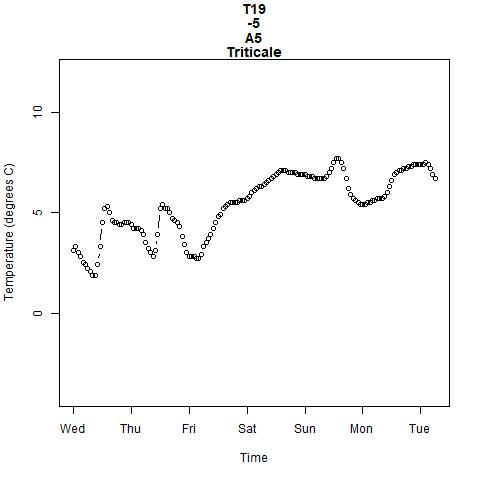 T19
-5
A5
Triticale
Temperature (degrees C)
10
5
0
Wed Thu Fri Sat Sun Mon Tue
Time